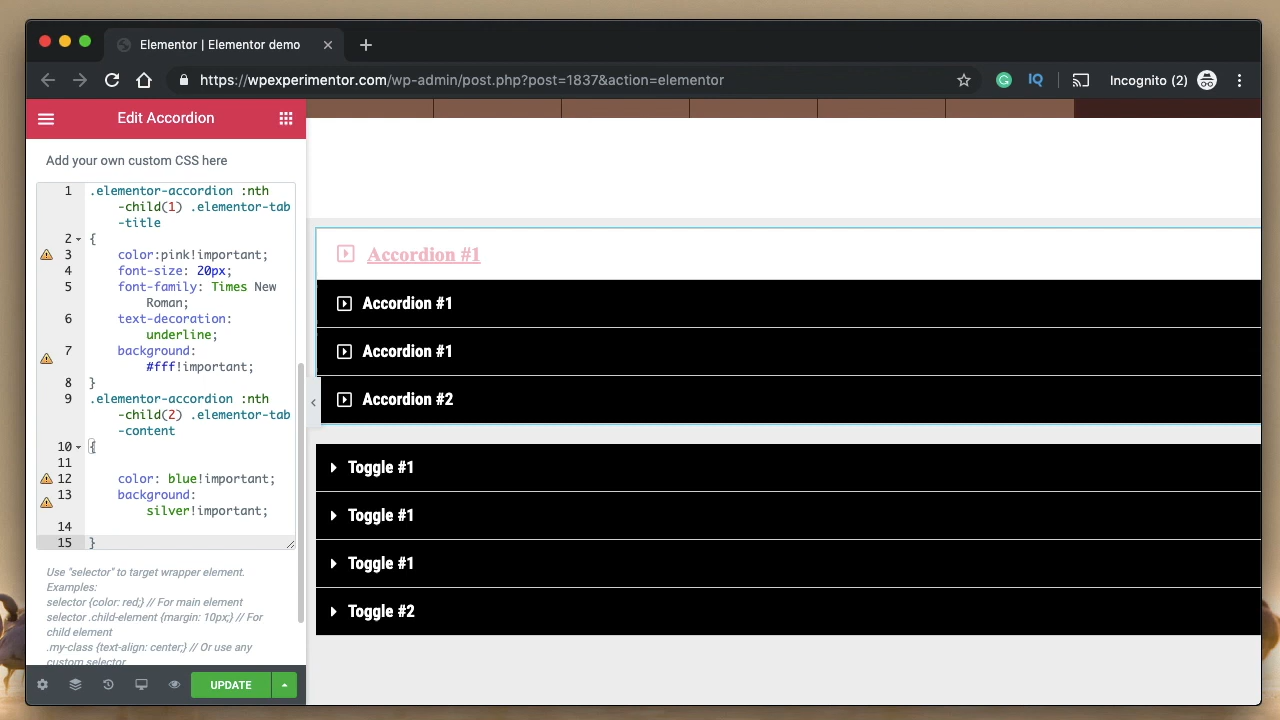 Elementor | Elementor demo
https://wpexperimentor.com/wp-admin/post.php?post=1837&action=elementor
IQ
Incognito (2)
Edit Accordion
Add your own custom CSS here
1 .elementor-accordion :nth
-child(1) .elementor-tab
-title
2 {
3 color:pink!important;
4 font-size: 20px;
5 font-family: Times New
Roman;
6 text-decoration:
underline;
7 background:
#fff!important;
8 }
9 .elementor-accordion :nth
-child(2) .elementor-tab
-content
10 {
11
12 color: blue!important;
13 background:
silver!important;
14
15 }
Use "selector" to target wrapper element.
Examples:
selector {color: red;} // For main element
selector .child-element {margin: 10px;} // For
child element
.my-class {text-align: center;} // Or use any
custom selector
UPDATE
Accordion #1
Accordion #1
Accordion #1
Accordion #2
Toggle #1
Toggle #1
Toggle #1
Toggle #2